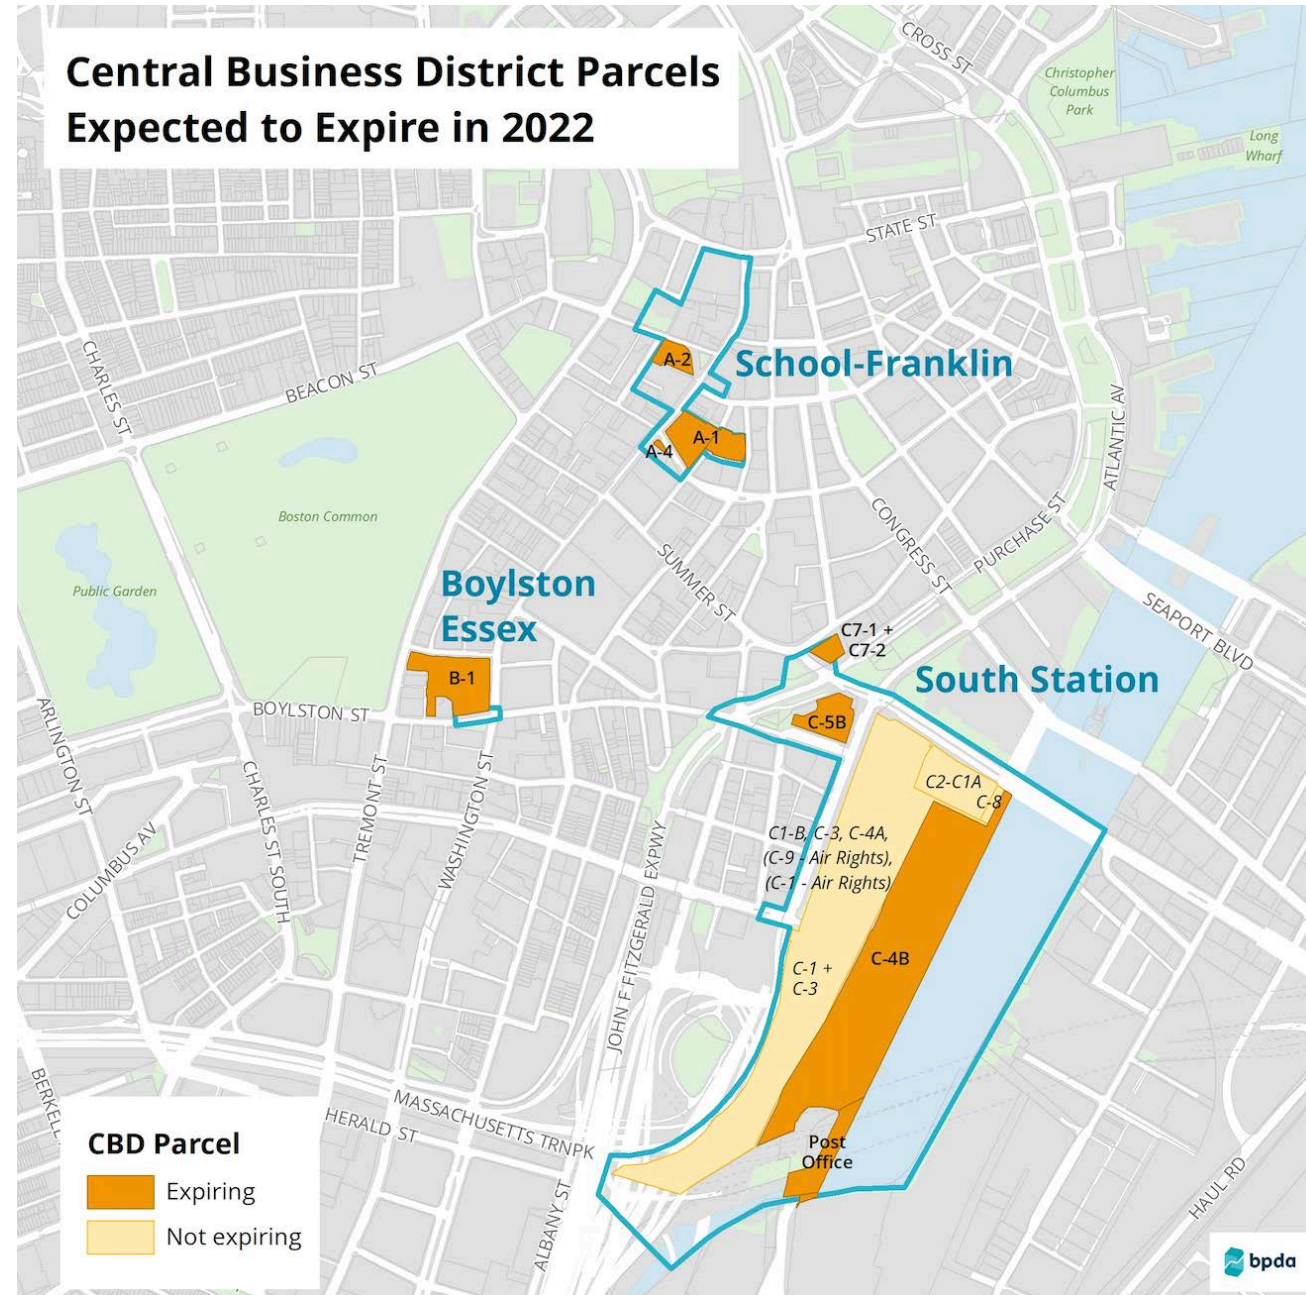 Central Business District Parcels
Expected to Expire in 2022
CROSS ST
Christopher
Columbus
Park
Long
Wharf
STATE ST
CHARLES ST
BEACON ST
A-2
School-Franklin
A-1
A-4
ATLANTIC AV
Boston Common
Public Garden
CONGRESS ST
PURCHASE ST
SUMMER ST
Boylston
Essex
SEAPORT BLVD
C7-1 +
C7-2
B-1
South Station
ARLINGTON ST
BOYLSTON ST
C-5B
CHARLES ST SOUTH
TREMONT ST
WASHINGTON ST
C2-C1A
C-8
COLUMBUS AV
JOHN F FITZGERALD EXPWY
C1-B, C-3, C-4A,
(C-9 - Air Rights),
(C-1 - Air Rights)
C-4B
C-1 +
C-3
BERKEL
MASSACHUSETTS TRNPK
HERALD ST
Post
Office
ALBANY ST
HAUL RD
CBD Parcel
Expiring
Not expiring
bpda